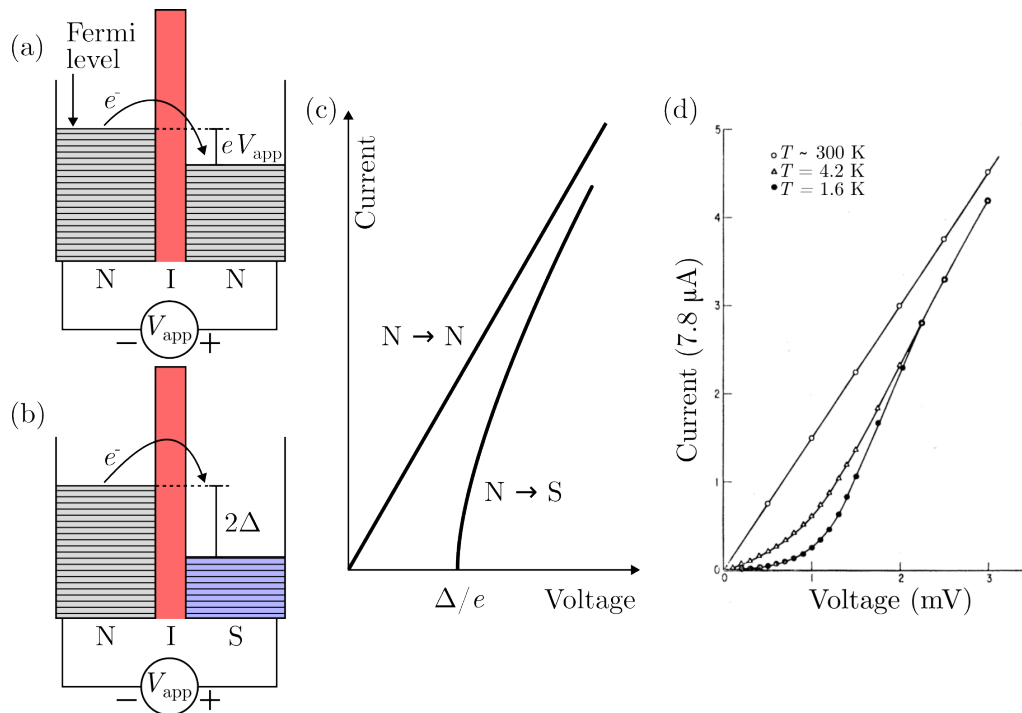 (a)
Fermi
level
e⁻
e V_app
N I N
− V_app +
(b)
e⁻
2Δ
N I S
− V_app +
(c)
Current
N → N
N → S
Δ/e
Voltage
(d)
Current (7.8 μA)
5
4
3
2
1
0
T ~ 300 K
T = 4.2 K
T = 1.6 K
0 1 2 3
Voltage (mV)